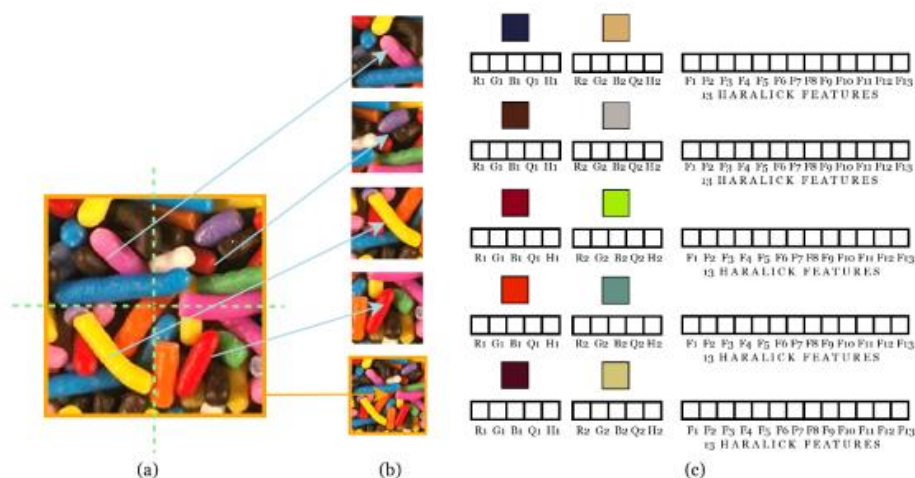 R1 G1 B1 Q1 H1 R2 G2 B2 Q2 H2 F1 F2 F3 F4 F5 F6 F7 F8 F9 F10 F11 F12 F13
13 HARALICK FEATURES
R1 G1 B1 Q1 H1 R2 G2 B2 Q2 H2 F1 F2 F3 F4 F5 F6 F7 F8 F9 F10 F11 F12 F13
13 HARALICK FEATURES
R1 G1 B1 Q1 H1 R2 G2 B2 Q2 H2 F1 F2 F3 F4 F5 F6 F7 F8 F9 F10 F11 F12 F13
13 HARALICK FEATURES
R1 G1 B1 Q1 H1 R2 G2 B2 Q2 H2 F1 F2 F3 F4 F5 F6 F7 F8 F9 F10 F11 F12 F13
13 HARALICK FEATURES
R1 G1 B1 Q1 H1 R2 G2 B2 Q2 H2 F1 F2 F3 F4 F5 F6 F7 F8 F9 F10 F11 F12 F13
13 HARALICK FEATURES
(a) (b) (c)